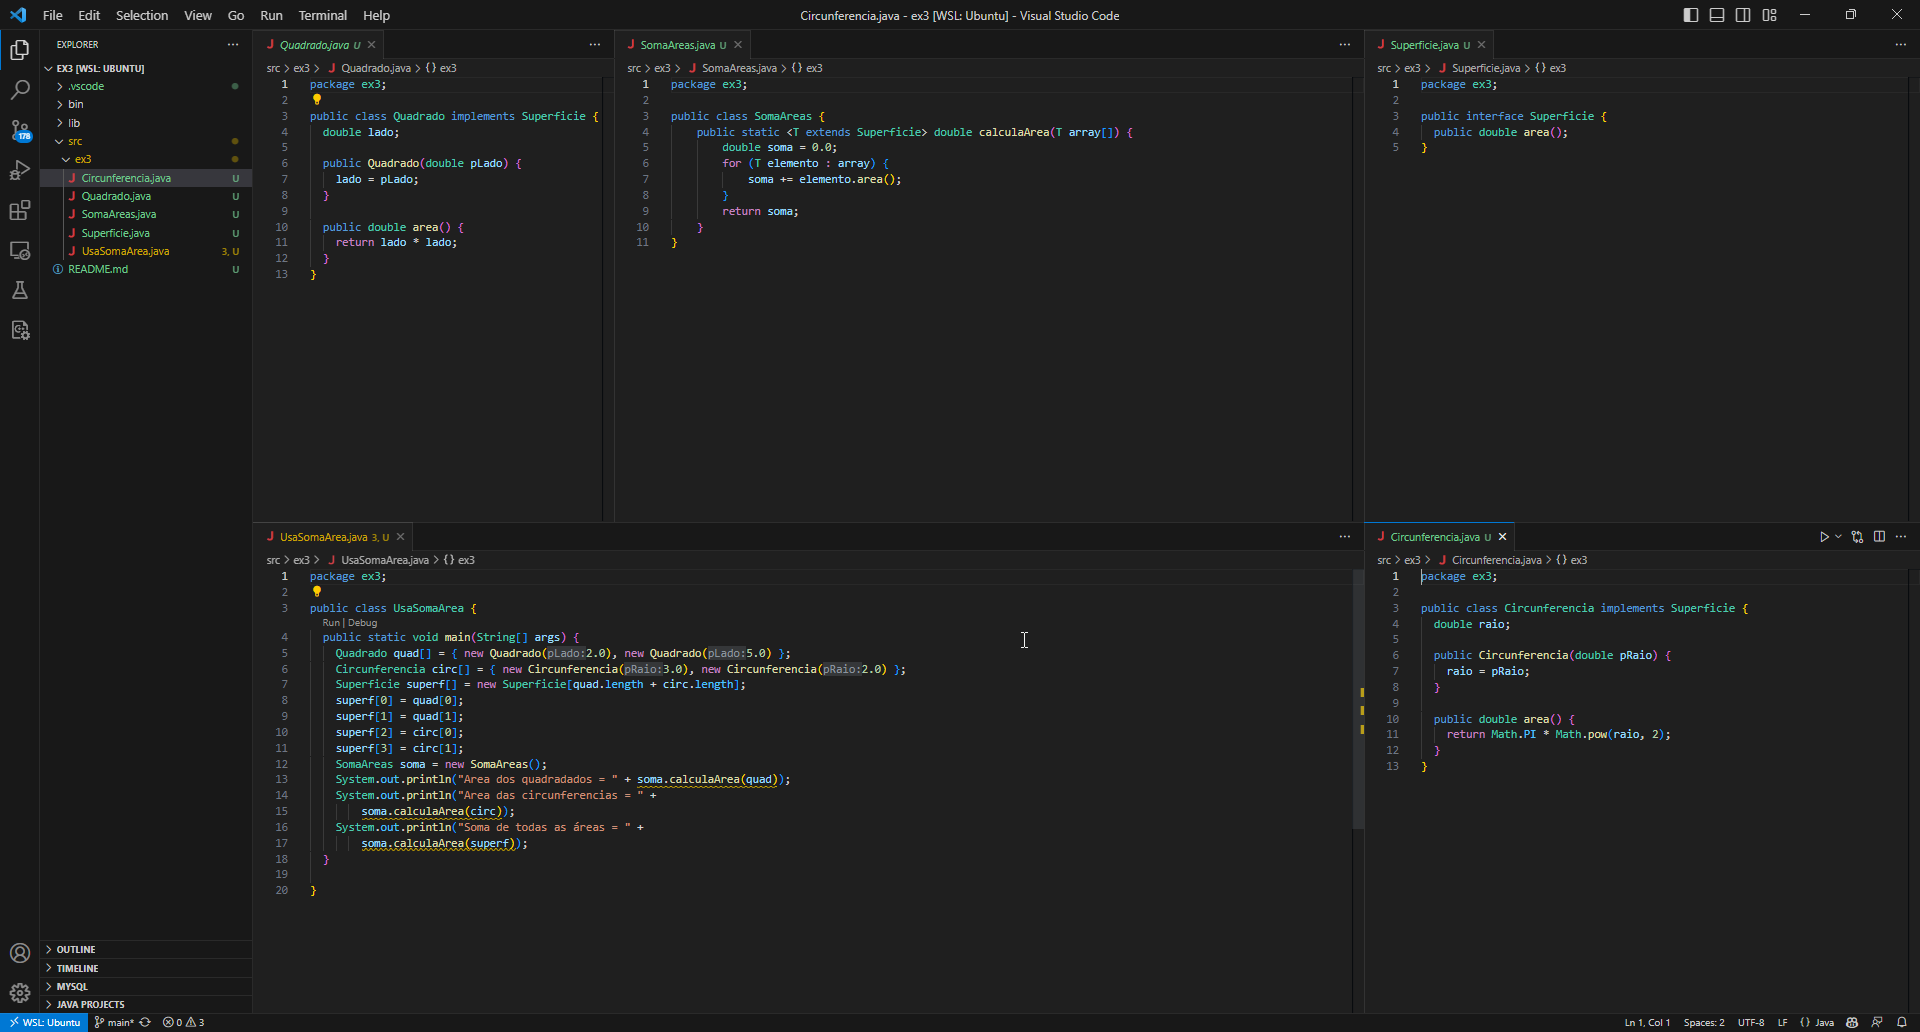 File Edit Selection View Go Run Terminal Help
Circunferencia.java - ex3 [WSL: Ubuntu] - Visual Studio Code
EXPLORER
EX3 [WSL: UBUNTU]
.vscode
bin
lib
src
ex3
Circunferencia.java U
Quadrado.java U
SomaAreas.java U
Superficie.java U
UsaSomaArea.java 3, U
README.md U
178
OUTLINE
TIMELINE
MYSQL
JAVA PROJECTS
Quadrado.java U
src > ex3 > Quadrado.java > {} ex3
1 package ex3;
2
3 public class Quadrado implements Superficie {
4 double lado;
5
6 public Quadrado(double pLado) {
7 lado = pLado;
8 }
9
10 public double area() {
11 return lado * lado;
12 }
13 }
SomaAreas.java U
src > ex3 > SomaAreas.java > {} ex3
1 package ex3;
2
3 public class SomaAreas {
4 public static <T extends Superficie> double calculaArea(T array[]) {
5 double soma = 0.0;
6 for (T elemento : array) {
7 soma += elemento.area();
8 }
9 return soma;
10 }
11 }
Superficie.java U
src > ex3 > Superficie.java > {} ex3
1 package ex3;
2
3 public interface Superficie {
4 public double area();
5 }
UsaSomaArea.java 3, U
src > ex3 > UsaSomaArea.java > {} ex3
1 package ex3;
2
3 public class UsaSomaArea {
Run | Debug
4 public static void main(String[] args) {
5 Quadrado quad[] = { new Quadrado(pLado:2.0), new Quadrado(pLado:5.0) };
6 Circunferencia circ[] = { new Circunferencia(pRaio:3.0), new Circunferencia(pRaio:2.0) };
7 Superficie superf[] = new Superficie[quad.length + circ.length];
8 superf[0] = quad[0];
9 superf[1] = quad[1];
10 superf[2] = circ[0];
11 superf[3] = circ[1];
12 SomaAreas soma = new SomaAreas();
13 System.out.println("Area dos quadradados = " + soma.calculaArea(quad));
14 System.out.println("Area das circunferencias = " +
15 soma.calculaArea(circ));
16 System.out.println("Soma de todas as áreas = " +
17 soma.calculaArea(superf));
18 }
19
20 }
Circunferencia.java U
src > ex3 > Circunferencia.java > {} ex3
1 package ex3;
2
3 public class Circunferencia implements Superficie {
4 double raio;
5
6 public Circunferencia(double pRaio) {
7 raio = pRaio;
8 }
9
10 public double area() {
11 return Math.PI * Math.pow(raio, 2);
12 }
13 }
WSL: Ubuntu main* 0 3
Ln 1, Col 1 Spaces: 2 UTF-8 LF {} Java